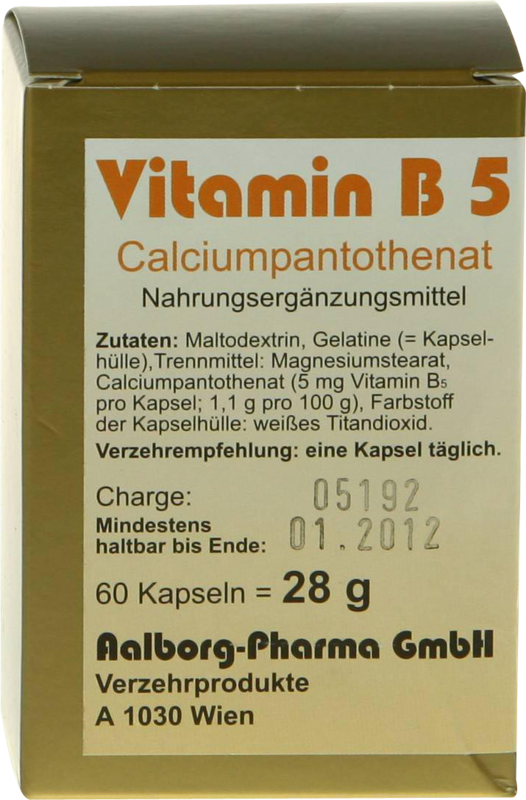 Vitamin B 5
Calciumpantothenat
Nahrungsergänzungsmittel
Zutaten: Maltodextrin, Gelatine (= Kapsel-
hülle),Trennmittel: Magnesiumstearat,
Calciumpantothenat (5 mg Vitamin B₅
pro Kapsel; 1,1 g pro 100 g), Farbstoff
der Kapselhülle: weißes Titandioxid.
Verzehrempfehlung: eine Kapsel täglich.
Charge: 05192
Mindestens
haltbar bis Ende: 01.2012
60 Kapseln = 28 g
Aalborg-Pharma GmbH
Verzehrprodukte
A 1030 Wien